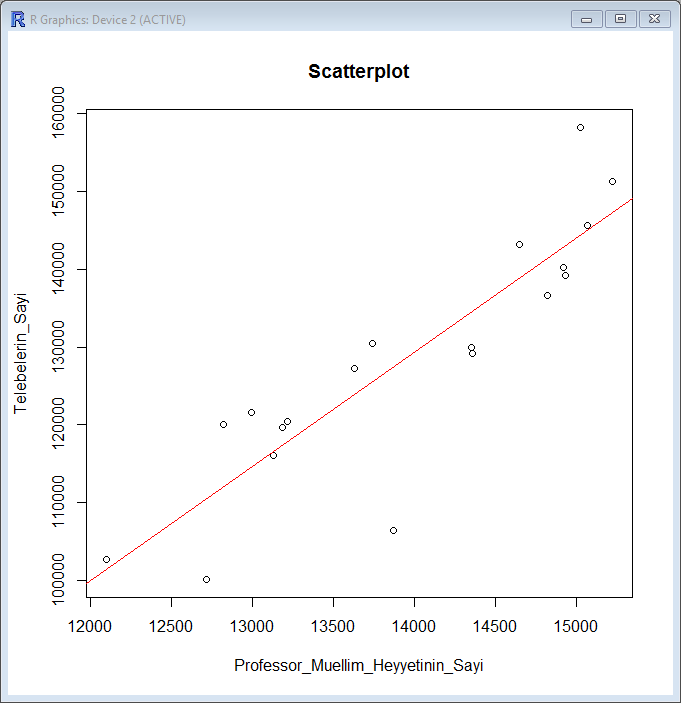 R Graphics: Device 2 (ACTIVE)
Scatterplot
Telebelerin_Sayi
160000
150000
140000
130000
120000
110000
100000
12000 12500 13000 13500 14000 14500 15000
Professor_Muellim_Heyyetinin_Sayi